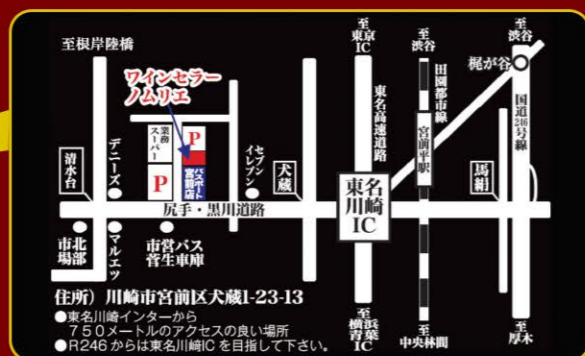 至根岸陸橋
至東京IC
至渋谷
至渋谷
ワインセラー
ノムリエ
梶が谷
東名高速道路
田園都市線
国道246号線
宮前平駅
デニーズ
業務スーパー
P
P
パスポート宮前店
セブンイレブン
清水台
犬蔵
東名川崎IC
馬絹
尻手・黒川道路
北部市場
マルエツ
市営バス
菅生車庫
住所）川崎市宮前区犬蔵1-23-13
●東名川崎インターから
７５０メートルのアクセスの良い場所
●R246からは東名川崎ICを目指して下さい。
至横浜青葉IC
至中央林間
至厚木